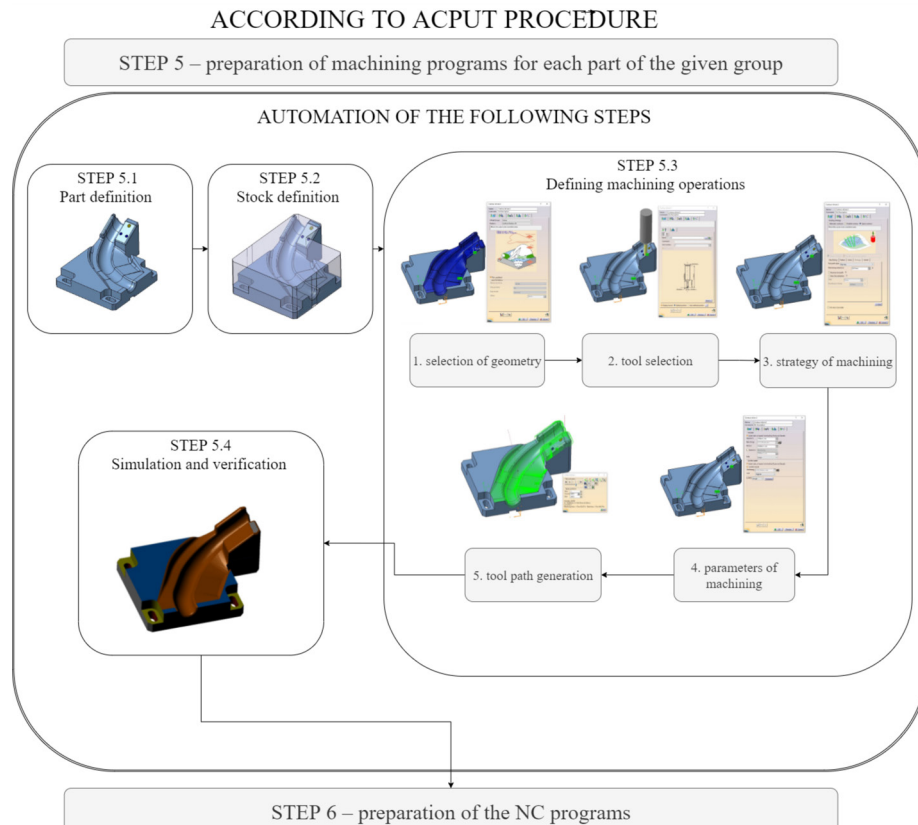 ACCORDING TO ACPUT PROCEDURE
STEP 5 – preparation of machining programs for each part of the given group
AUTOMATION OF THE FOLLOWING STEPS
STEP 5.1
Part definition
STEP 5.2
Stock definition
STEP 5.3
Defining machining operations
1. selection of geometry
2. tool selection
3. strategy of machining
STEP 5.4
Simulation and verification
5. tool path generation
4. parameters of
machining
STEP 6 – preparation of the NC programs